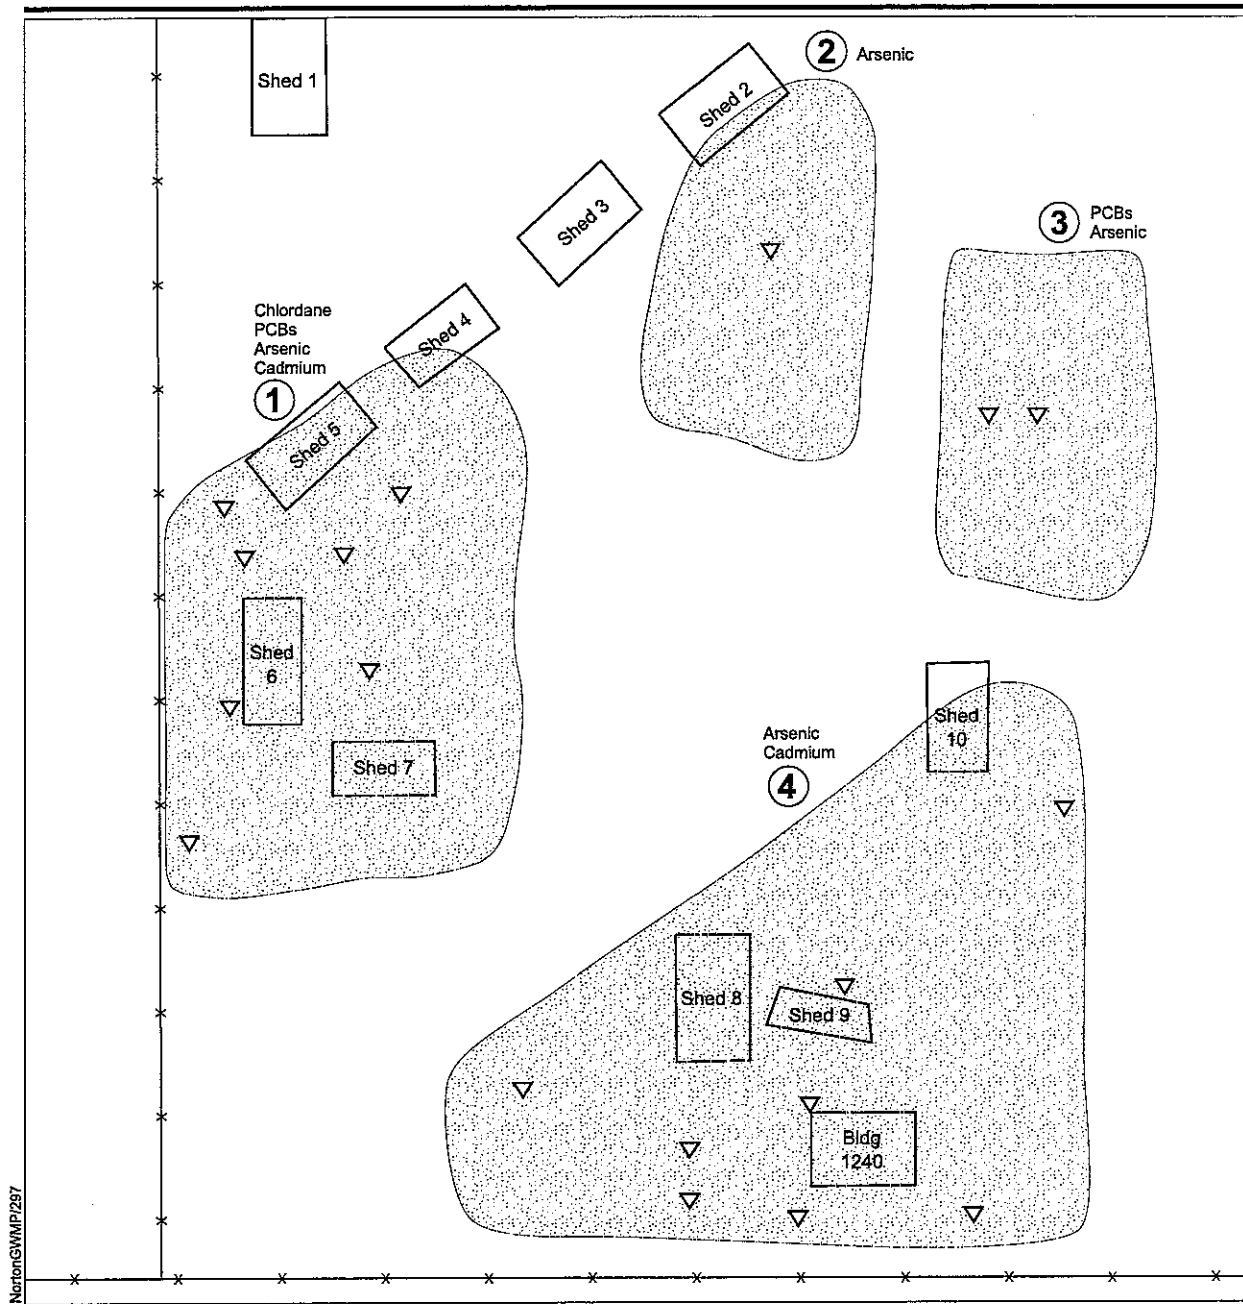 Shed 1
2
Arsenic
Shed 2
Shed 3
3
PCBs
Arsenic
Shed 4
Chlordane
PCBs
Arsenic
Cadmium
1
Shed 5
Shed
6
Shed 7
Arsenic
Cadmium
4
Shed
10
Shed 8
Shed 9
Bldg
1240
NortonGWMP/297